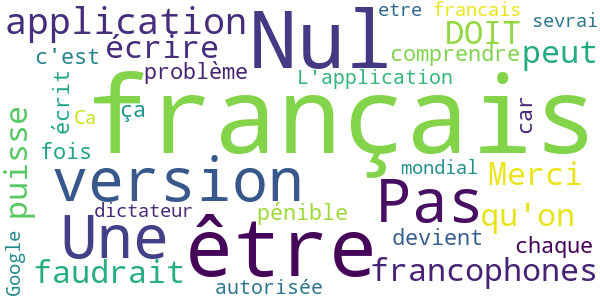 application
Nul
etre
francais
sevrai
DOIT
écrire
c'est
comprendre
peut
problème
L'application
français
écrit
ça
Ca
car
puisse
fois
version
mondial
Merci
Pas
dictateur
pénible
qu'on
Une
être
devient
chaque
Google
faudrait
francophones
autorisée